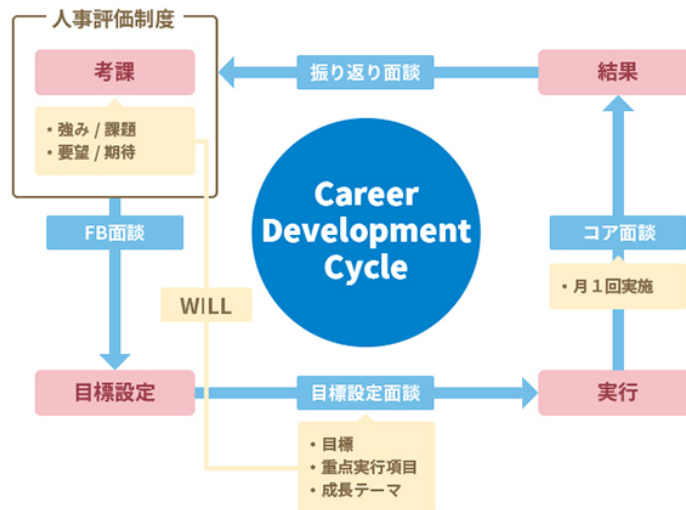 人事評価制度
考課
・強み / 課題
・要望 / 期待
振り返り面談
結果
Career
Development
Cycle
FB面談
コア面談
・月１回実施
WILL
目標設定
目標設定面談
実行
・目標
・重点実行項目
・成長テーマ